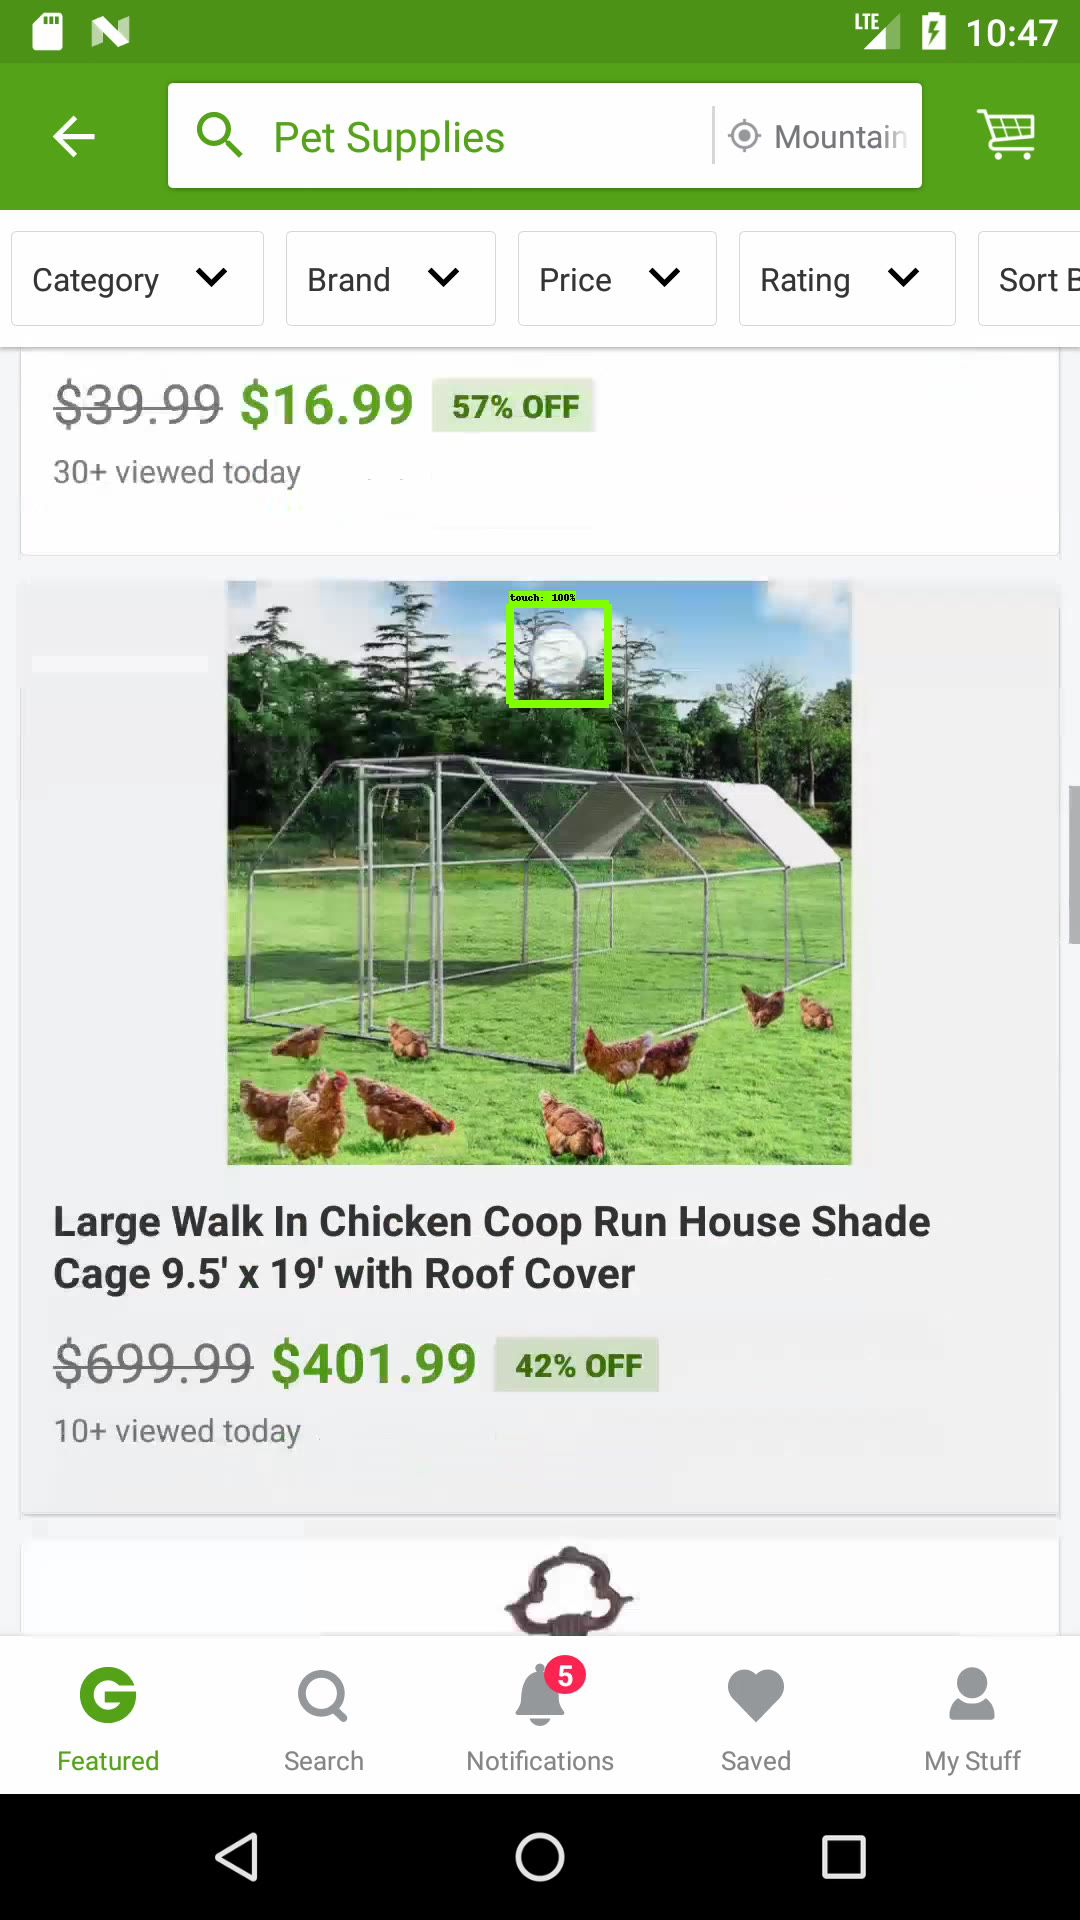 LTE 10:47
Pet Supplies Mountain
Category Brand Price Rating Sort B
$39.99 $16.99 57% OFF
30+ viewed today
touch: 100%
Large Walk In Chicken Coop Run House Shade
Cage 9.5' x 19' with Roof Cover
$699.99 $401.99 42% OFF
10+ viewed today
5
Featured Search Notifications Saved My Stuff